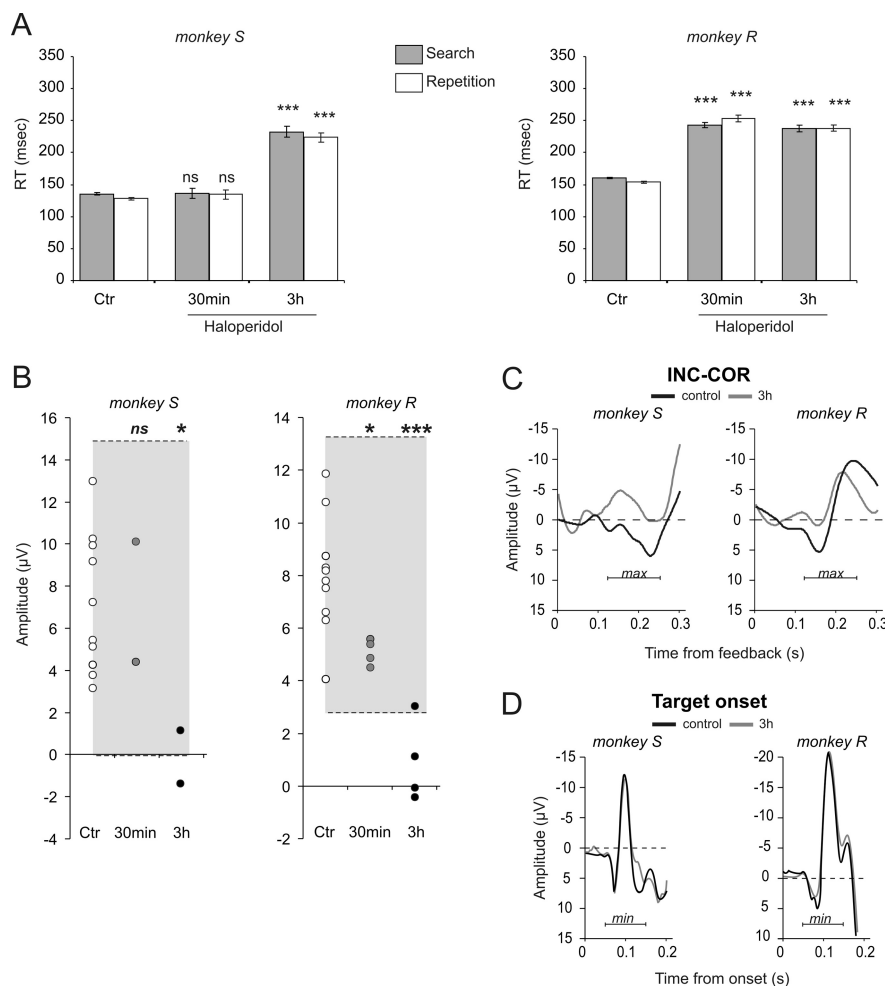 A
monkey S
Search
Repetition
monkey R
350
300
250
200
150
100
50
0
RT (msec)
ns ns
*** ***
Ctr 30min 3h
Haloperidol
350
300
250
200
150
100
50
0
RT (msec)
*** *** *** ***
Ctr 30min 3h
Haloperidol
B
monkey S
16
14
12
10
8
6
4
2
0
-2
-4
Amplitude (µV)
ns *
Ctr 30min 3h
monkey R
14
12
10
8
6
4
2
0
-2
* ***
Ctr 30min 3h
C
INC-COR
control 3h
monkey S
monkey R
-15
-10
-5
0
5
10
15
Amplitude (µV)
max
0 0.1 0.2 0.3
-15
-10
-5
0
5
10
15
max
0 0.1 0.2 0.3
Time from feedback (s)
D
Target onset
control 3h
monkey S
monkey R
-15
-10
-5
0
5
10
15
Amplitude (µV)
min
0 0.1 0.2
-20
-15
-10
-5
0
5
10
min
0 0.1 0.2
Time from onset (s)